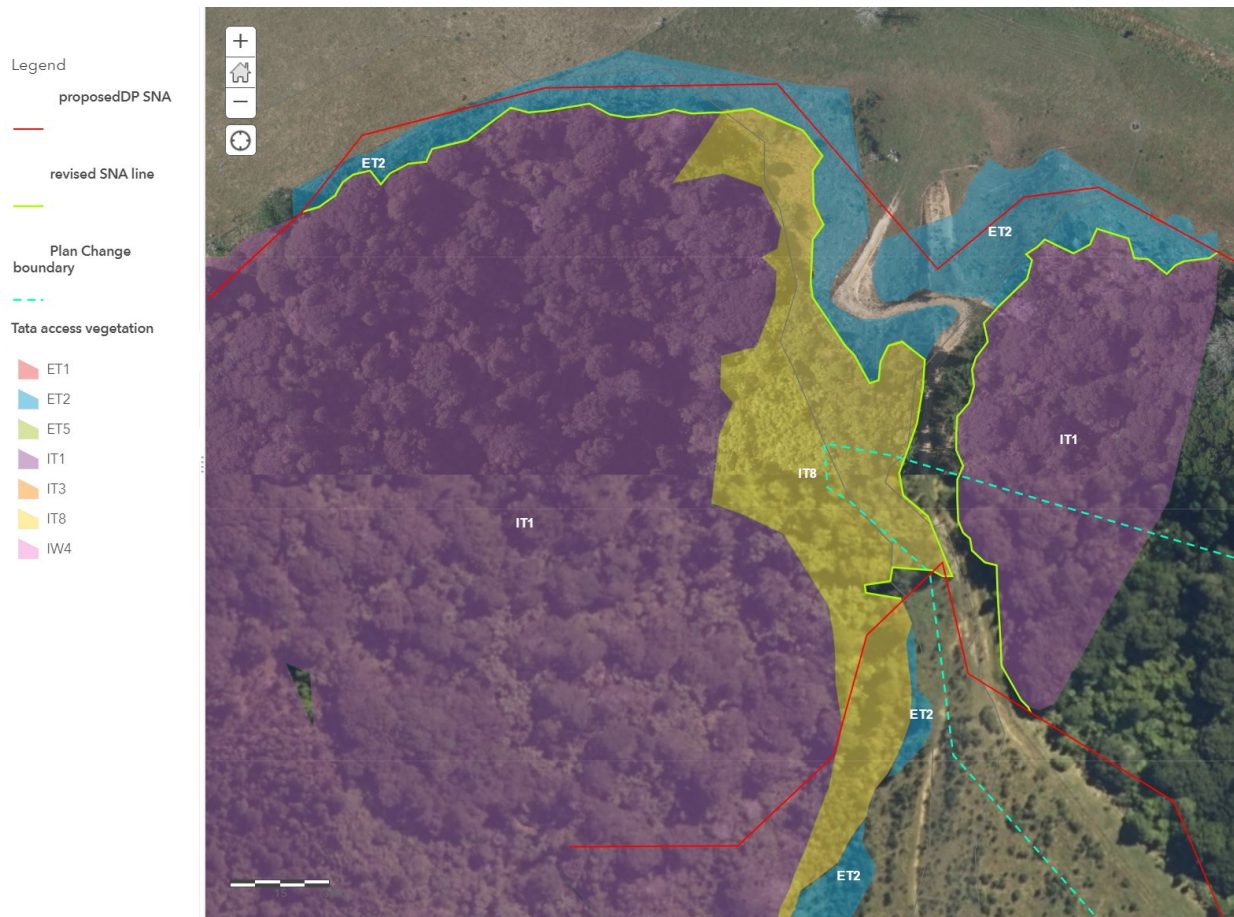 Legend
proposedDP SNA
revised SNA line
Plan Change
boundary
Tata access vegetation
ET1
ET2
ET5
IT1
IT3
IT8
IW4
+
−
ET2
ET2
IT1
IT8
IT1
ET2
ET2